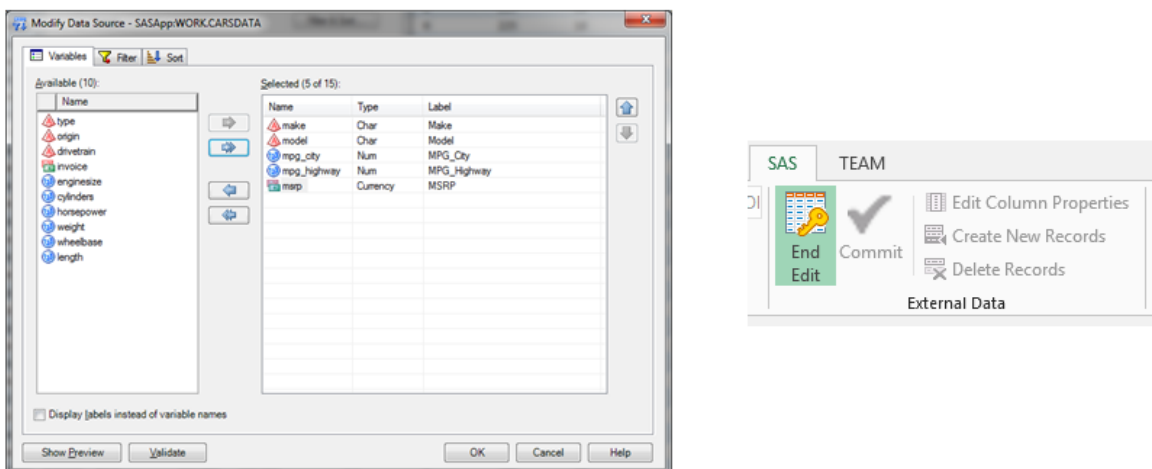 Modify Data Source - SASApp:WORK.CARSDATA
Variables Filter Sort
Available (10):
Name
type
origin
drivetrain
invoice
enginesize
cylinders
horsepower
weight
wheelbase
length
Selected (5 of 15):
Name Type Label
make Char Make
model Char Model
mpg_city Num MPG_City
mpg_highway Num MPG_Highway
msrp Currency MSRP
Display labels instead of variable names
Show Preview Validate OK Cancel Help
SAS TEAM
End Edit
Commit
Edit Column Properties
Create New Records
Delete Records
External Data